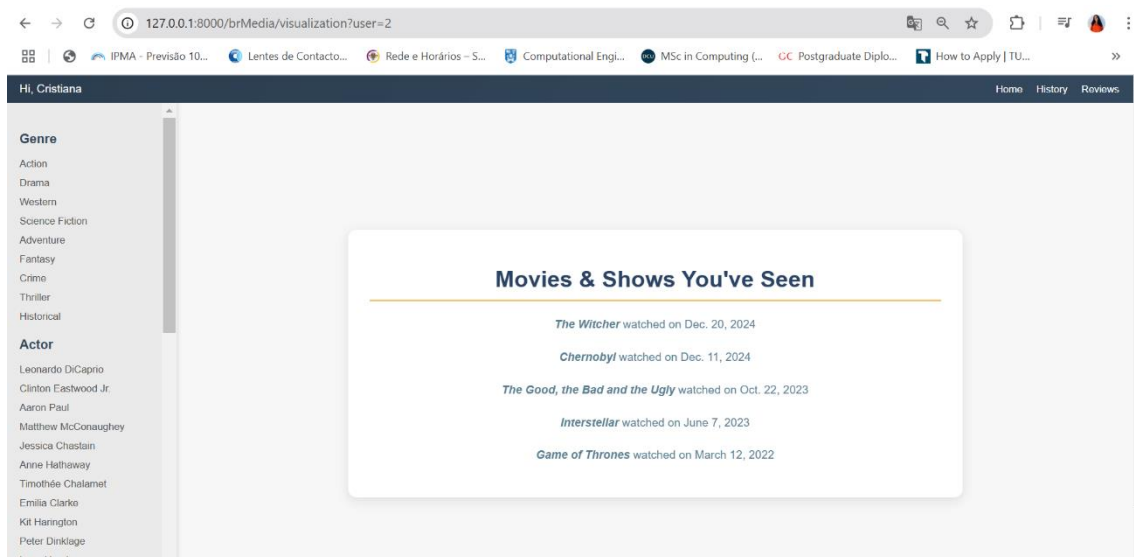 127.0.0.1:8000/brMedia/visualization?user=2
IPMA - Previsão 10... Lentes de Contacto... Rede e Horários – S... Computational Engi... MSc in Computing (... GC Postgraduate Diplo... How to Apply | TU... »
Hi, Cristiana Home History Reviews
Genre
Action
Drama
Western
Science Fiction
Adventure
Fantasy
Crime
Thriller
Historical
Actor
Leonardo DiCaprio
Clinton Eastwood Jr.
Aaron Paul
Matthew McConaughey
Jessica Chastain
Anne Hathaway
Timothée Chalamet
Emilia Clarke
Kit Harington
Peter Dinklage
Movies & Shows You've Seen
The Witcher watched on Dec. 20, 2024
Chernobyl watched on Dec. 11, 2024
The Good, the Bad and the Ugly watched on Oct. 22, 2023
Interstellar watched on June 7, 2023
Game of Thrones watched on March 12, 2022